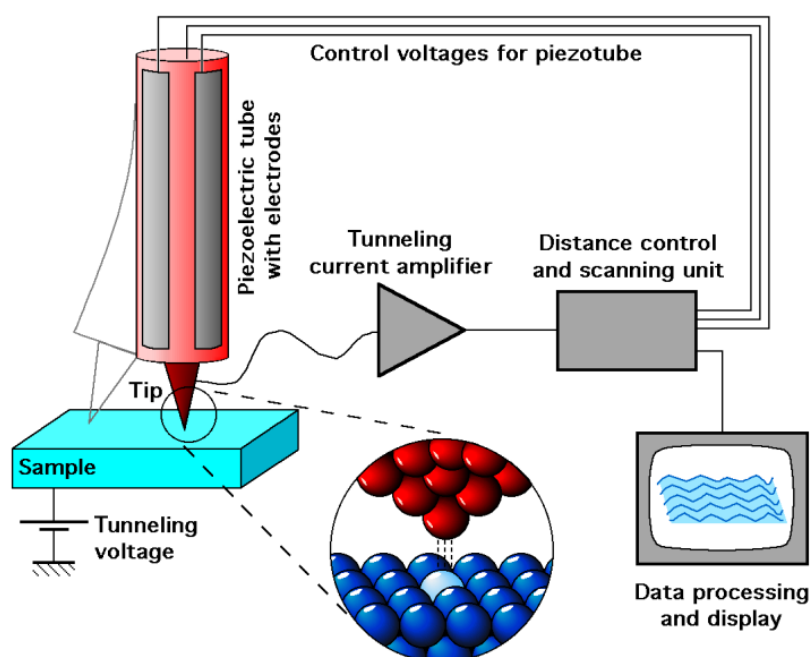 Control voltages for piezotube
Piezoelectric tube
with electrodes
Tunneling
current amplifier
Distance control
and scanning unit
Tip
Sample
Tunneling
voltage
Data processing
and display